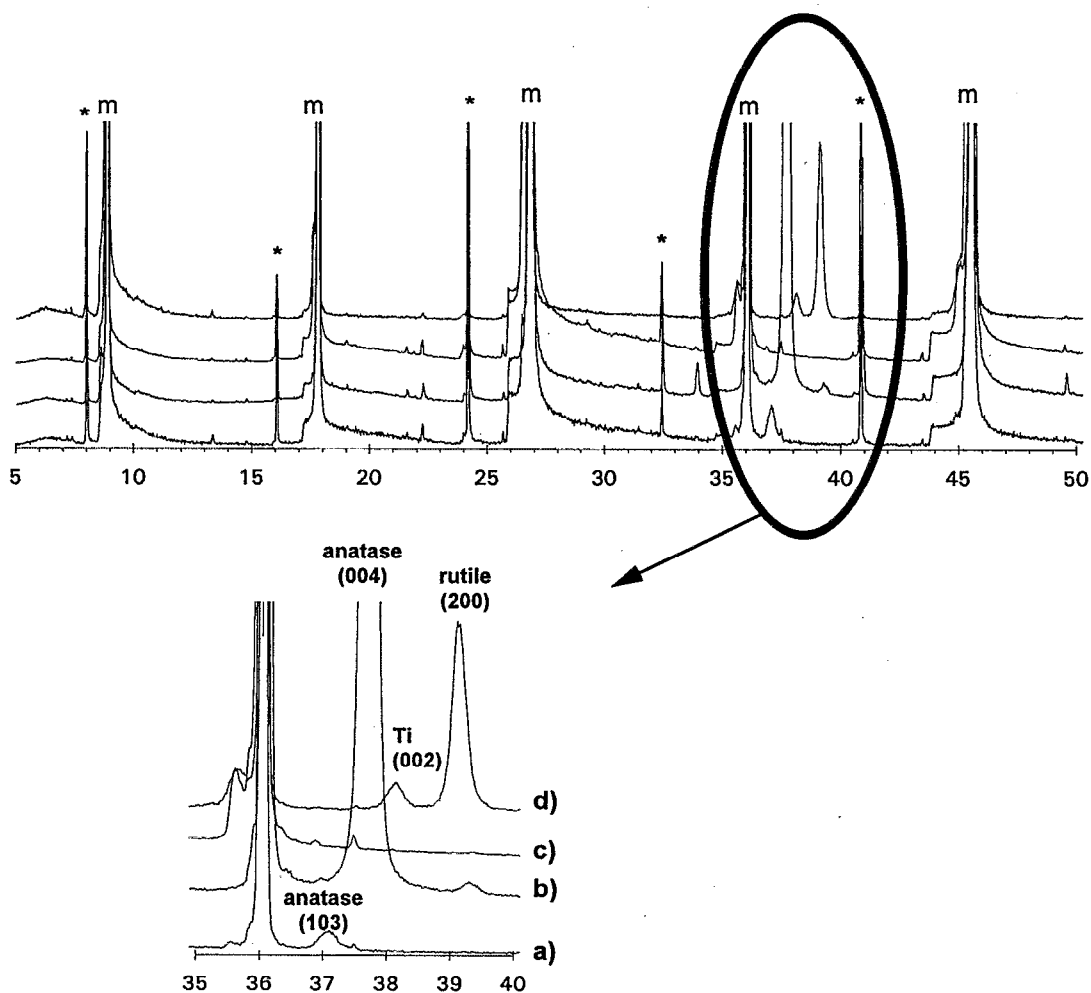 * m m * m * m * m
5 10 15 20 25 30 35 40 45 50
anatase
(004)
rutile
(200)
Ti
(002)
d)
c)
b)
anatase
(103)
a)
35 36 37 38 39 40